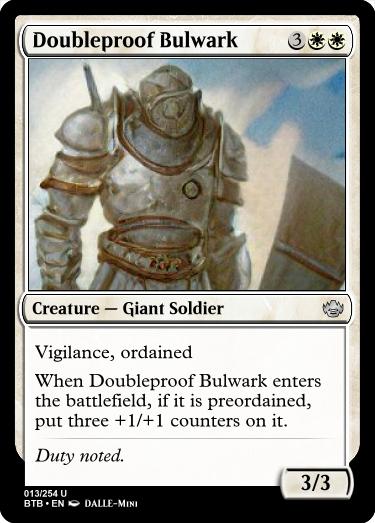 Doubleproof Bulwark 3
Creature — Giant Soldier
Vigilance, ordained
When Doubleproof Bulwark enters
the battlefield, if it is preordained,
put three +1/+1 counters on it.
Duty noted.
3/3
013/254 U
BTB • EN DALLE-Mini